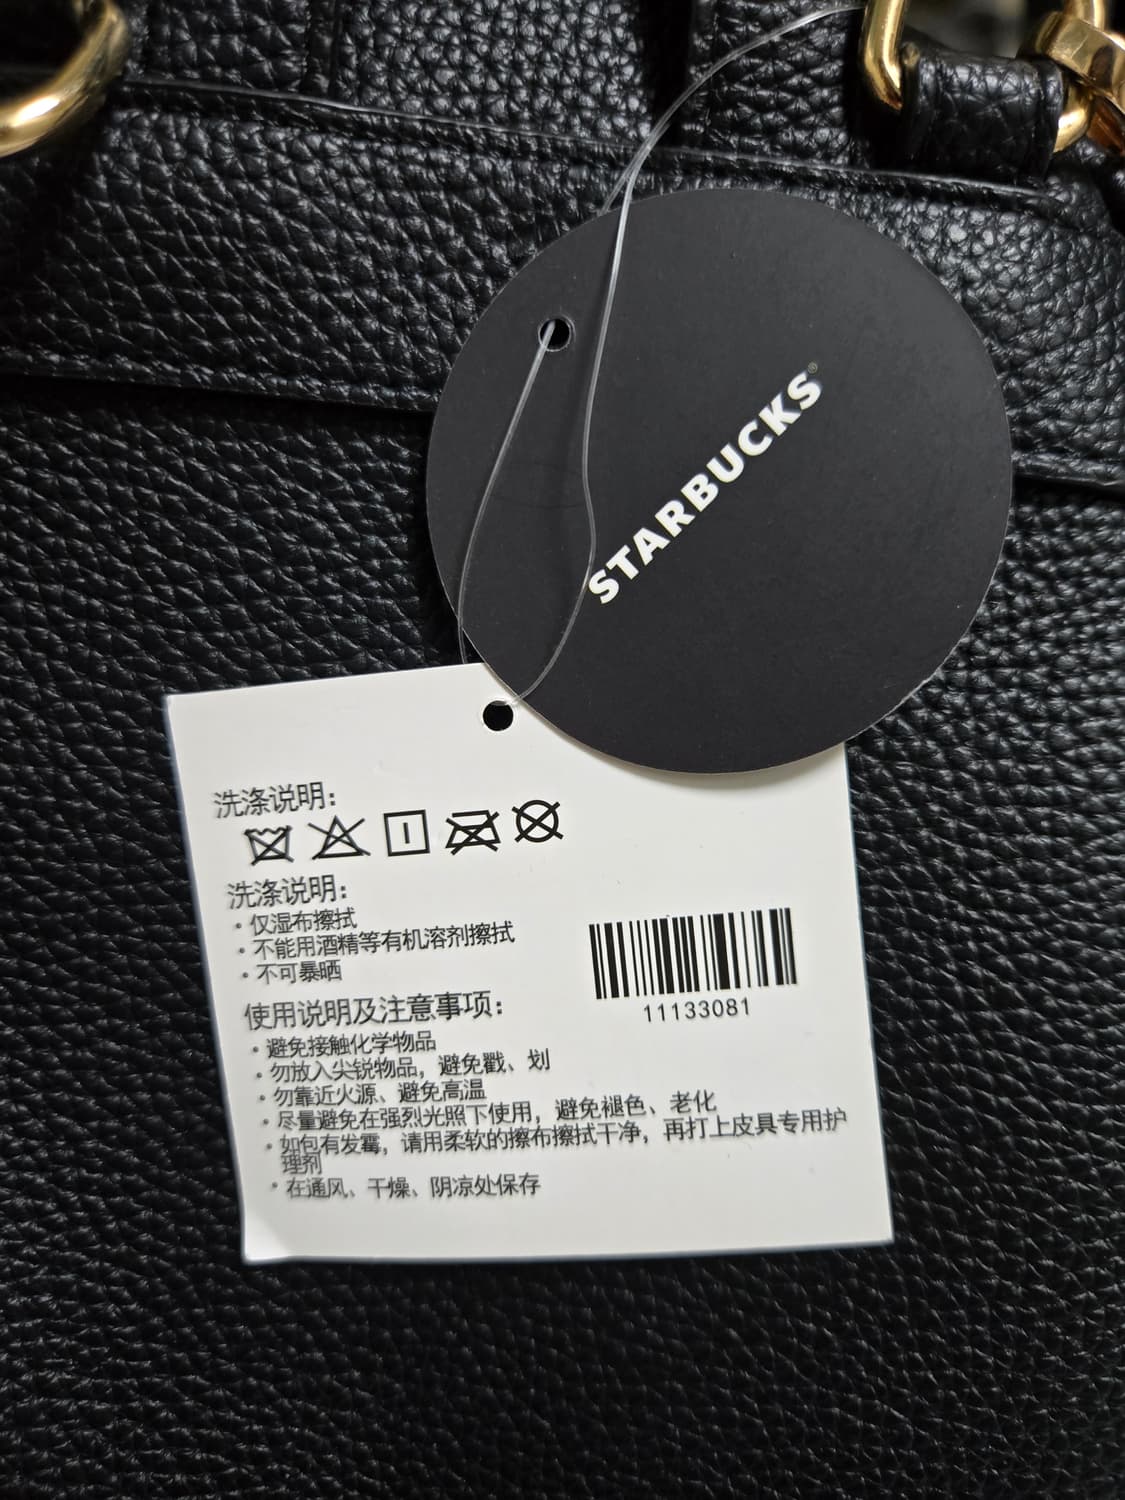 STARBUCKS®
洗涤说明：
洗涤说明：
· 仅湿布擦拭
· 不能用酒精等有机溶剂擦拭
· 不可暴晒
使用说明及注意事项：
· 避免接触化学物品
· 勿放入尖锐物品，避免戳、划
· 勿靠近火源、避免高温
· 尽量避免在强烈光照下使用，避免褪色、老化
· 如包有发霉，请用柔软的擦布擦拭干净，再打上皮具专用护
理剂
· 在通风、干燥、阴凉处保存
11133081